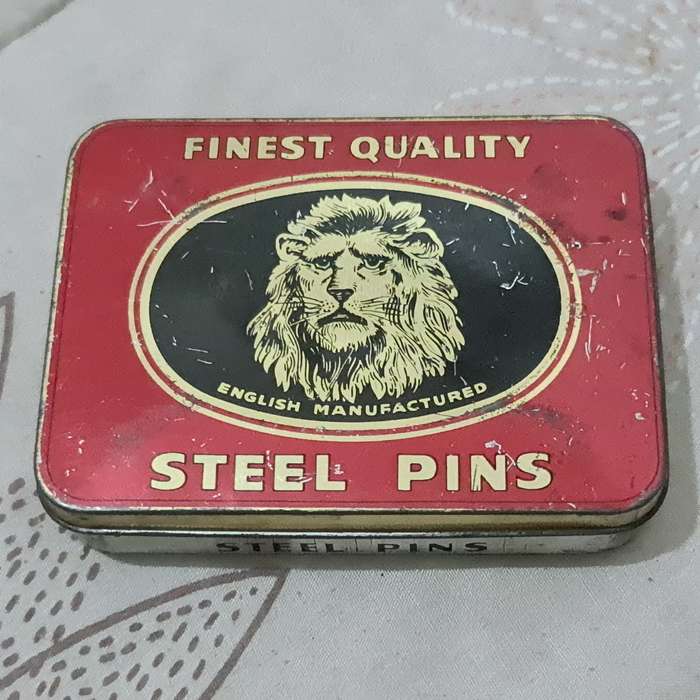 FINEST QUALITY
ENGLISH MANUFACTURED
STEEL PINS
STEEL PINS